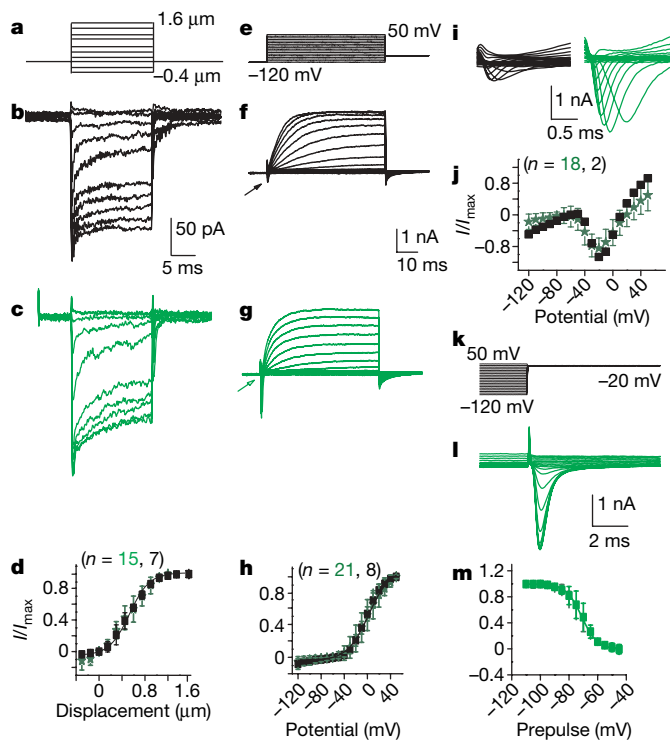 a
1.6 μm
−0.4 μm
b
50 pA
5 ms
c
d
(n = 15, 7)
I/Imax
0.8
0.4
0
0 0.8 1.6
Displacement (μm)
e
50 mV
−120 mV
f
1 nA
10 ms
g
h
(n = 21, 8)
0.8
0.4
0
−120 −80 −40 0 40
Potential (mV)
i
1 nA
0.5 ms
j
(n = 18, 2)
I/Imax
0.8
0
−0.8
−120 −80 −40 0 40
Potential (mV)
k
50 mV
−20 mV
−120 mV
l
1 nA
2 ms
m
1.2
0.8
0.4
0
−0.4
−120 −100 −80 −60 −40
Prepulse (mV)